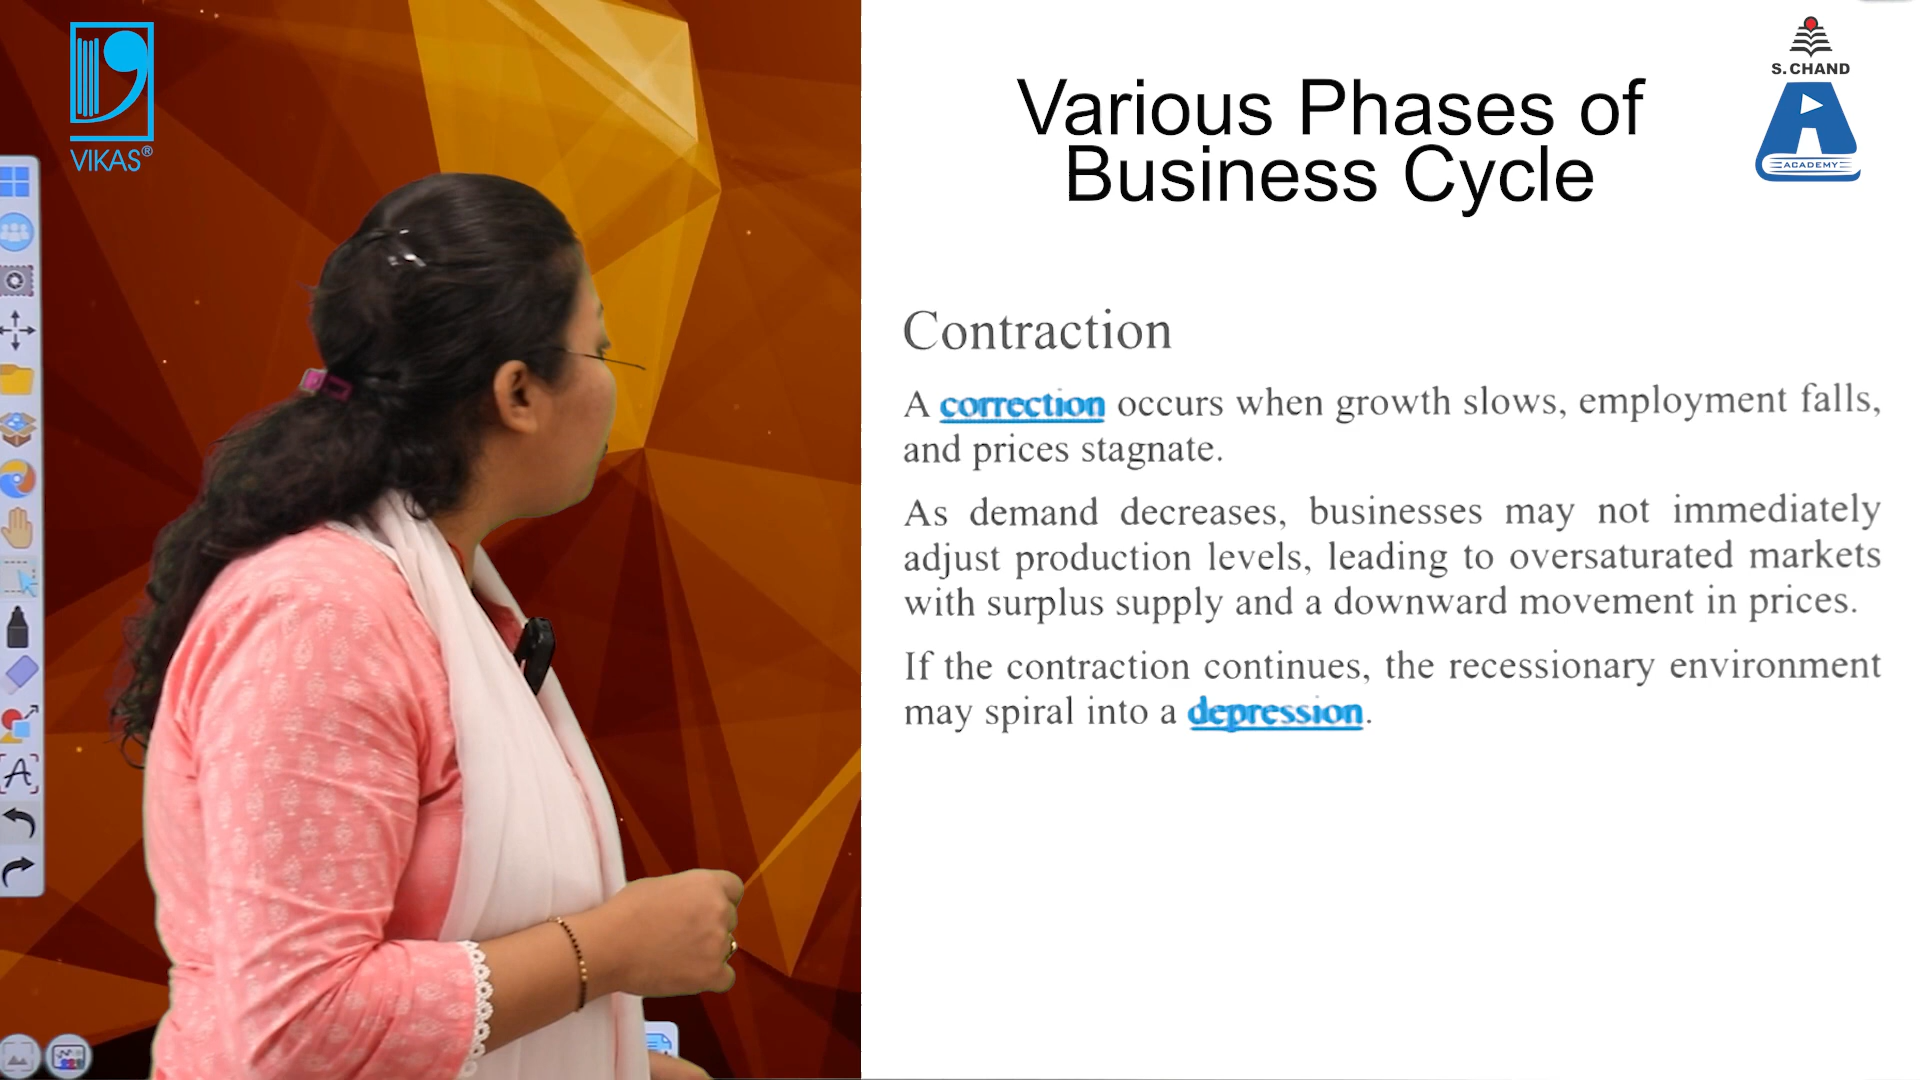 VIKAS®
S. CHAND
ACADEMY
Various Phases of
Business Cycle
Contraction
A correction occurs when growth slows, employment falls,
and prices stagnate.
As demand decreases, businesses may not immediately
adjust production levels, leading to oversaturated markets
with surplus supply and a downward movement in prices.
If the contraction continues, the recessionary environment
may spiral into a depression.